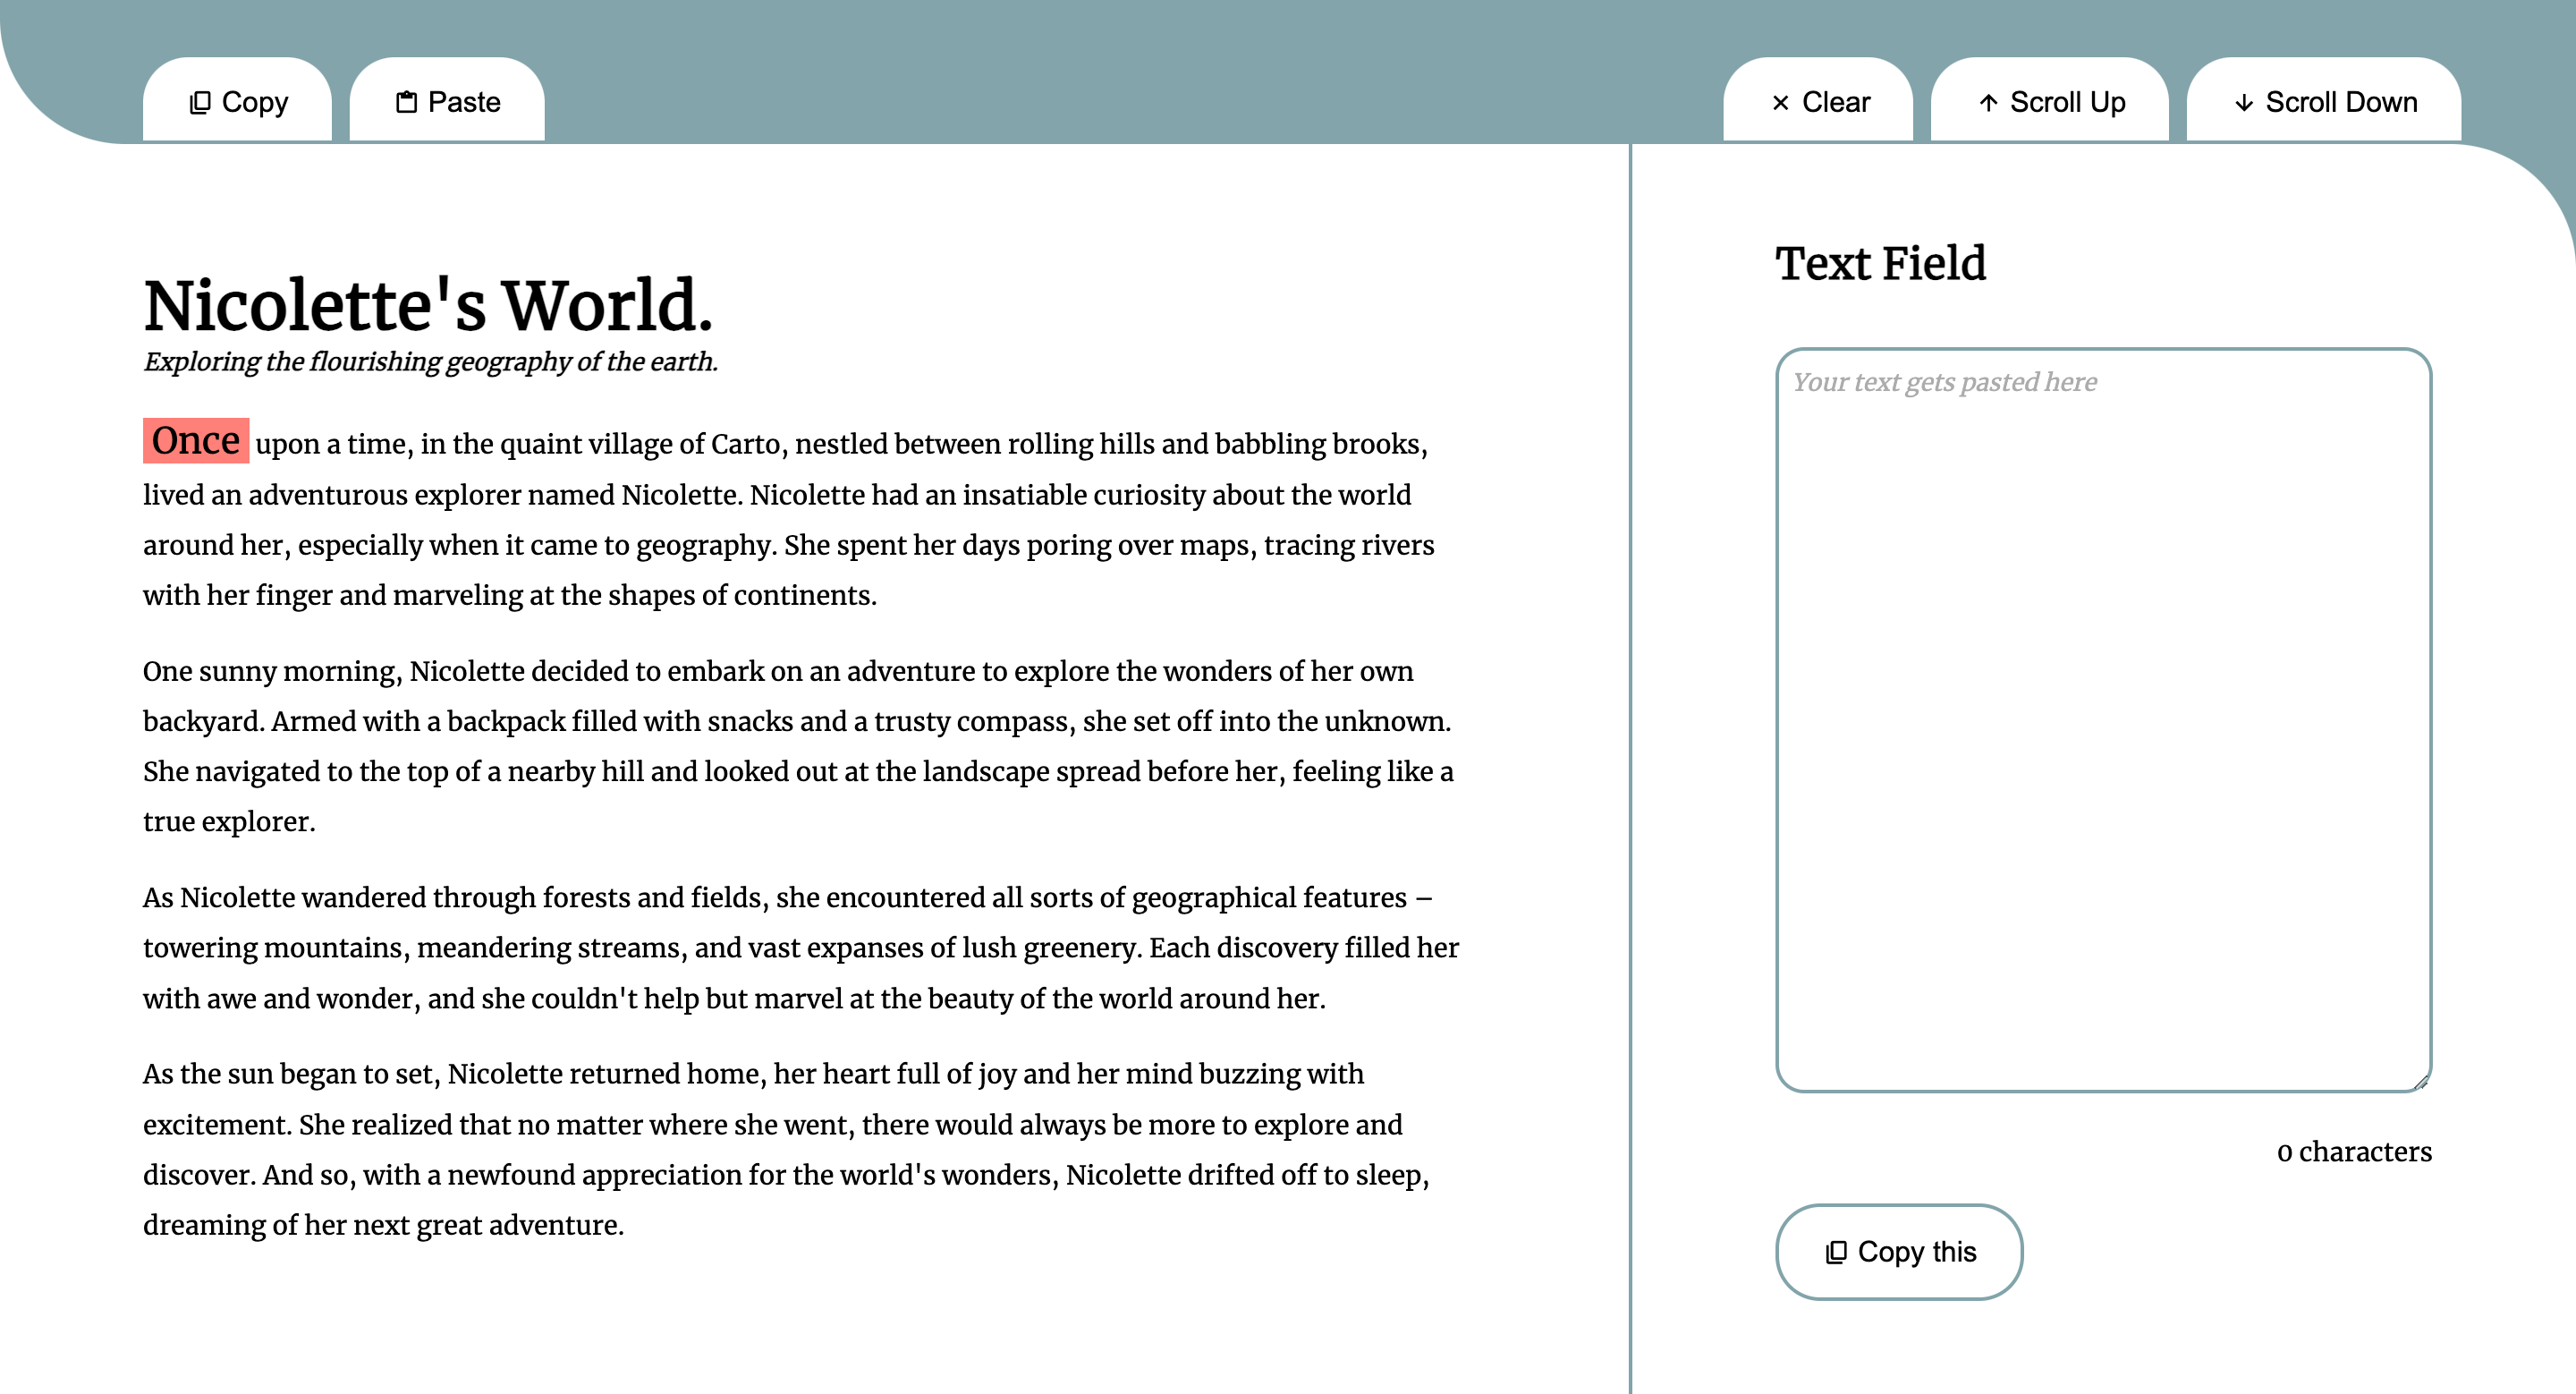 Copy Paste Clear Scroll Up Scroll Down
Nicolette's World.
Exploring the flourishing geography of the earth.
Once upon a time, in the quaint village of Carto, nestled between rolling hills and babbling brooks,
lived an adventurous explorer named Nicolette. Nicolette had an insatiable curiosity about the world
around her, especially when it came to geography. She spent her days poring over maps, tracing rivers
with her finger and marveling at the shapes of continents.
One sunny morning, Nicolette decided to embark on an adventure to explore the wonders of her own
backyard. Armed with a backpack filled with snacks and a trusty compass, she set off into the unknown.
She navigated to the top of a nearby hill and looked out at the landscape spread before her, feeling like a
true explorer.
As Nicolette wandered through forests and fields, she encountered all sorts of geographical features –
towering mountains, meandering streams, and vast expanses of lush greenery. Each discovery filled her
with awe and wonder, and she couldn't help but marvel at the beauty of the world around her.
As the sun began to set, Nicolette returned home, her heart full of joy and her mind buzzing with
excitement. She realized that no matter where she went, there would always be more to explore and
discover. And so, with a newfound appreciation for the world's wonders, Nicolette drifted off to sleep,
dreaming of her next great adventure.
Text Field
Your text gets pasted here
0 characters
Copy this